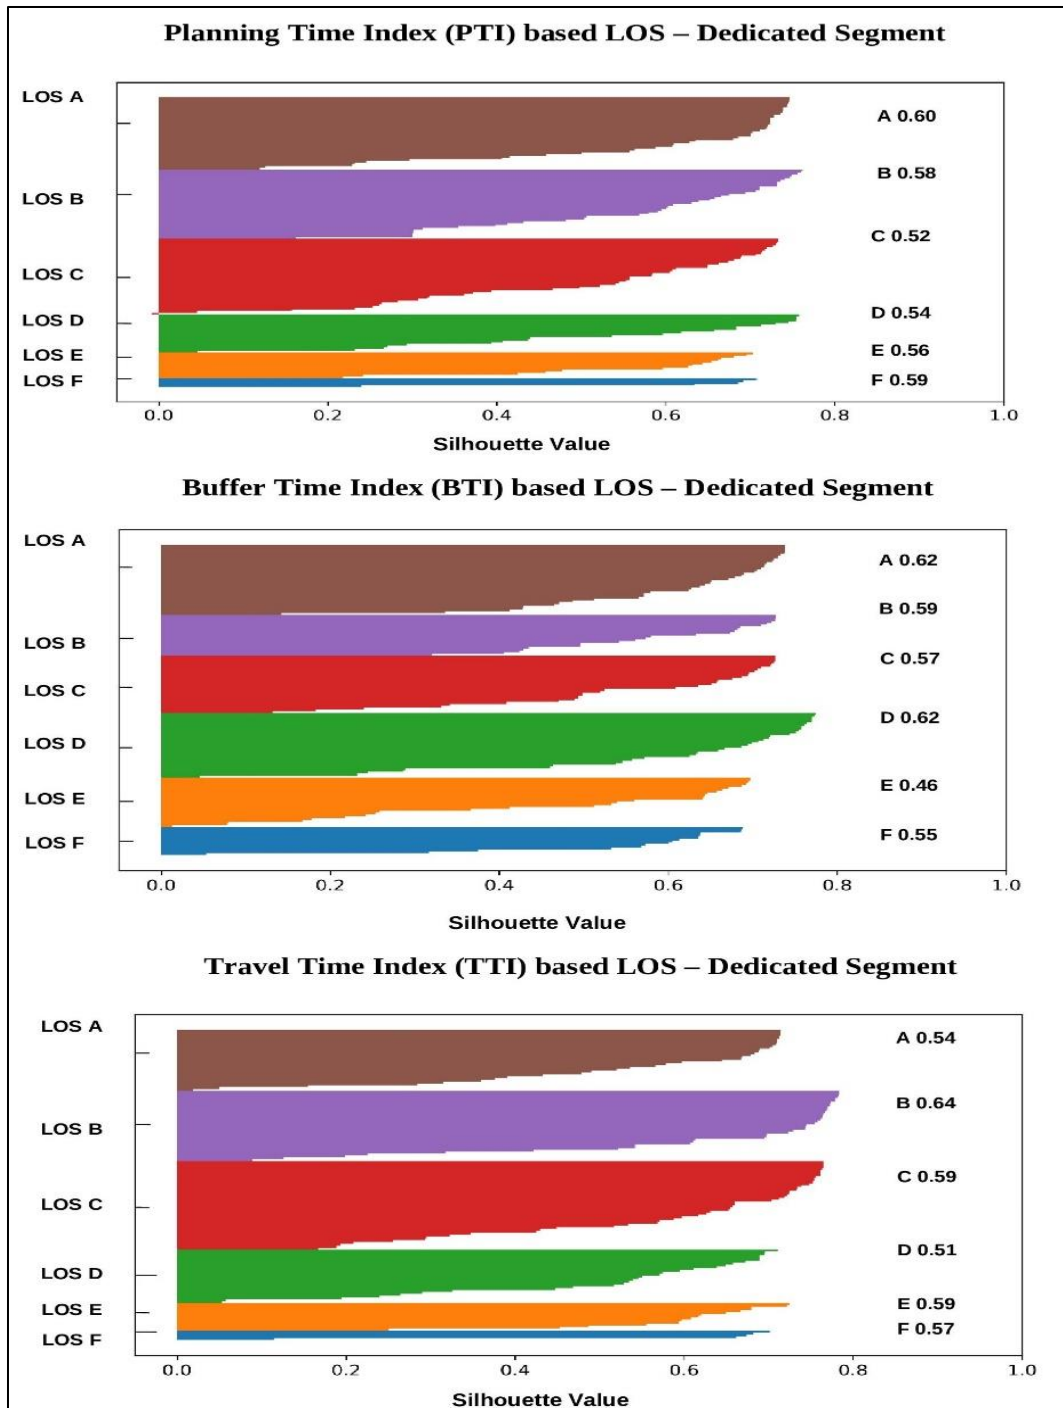 Planning Time Index (PTI) based LOS – Dedicated Segment
LOS A
A 0.60
B 0.58
LOS B
C 0.52
LOS C
D 0.54
LOS D
E 0.56
LOS E
F 0.59
LOS F
0.0 0.2 0.4 0.6 0.8 1.0
Silhouette Value
Buffer Time Index (BTI) based LOS – Dedicated Segment
LOS A
A 0.62
B 0.59
LOS B
C 0.57
LOS C
D 0.62
LOS D
E 0.46
LOS E
F 0.55
LOS F
0.0 0.2 0.4 0.6 0.8 1.0
Silhouette Value
Travel Time Index (TTI) based LOS – Dedicated Segment
LOS A
A 0.54
B 0.64
LOS B
C 0.59
LOS C
D 0.51
LOS D
E 0.59
LOS E
F 0.57
LOS F
0.0 0.2 0.4 0.6 0.8 1.0
Silhouette Value